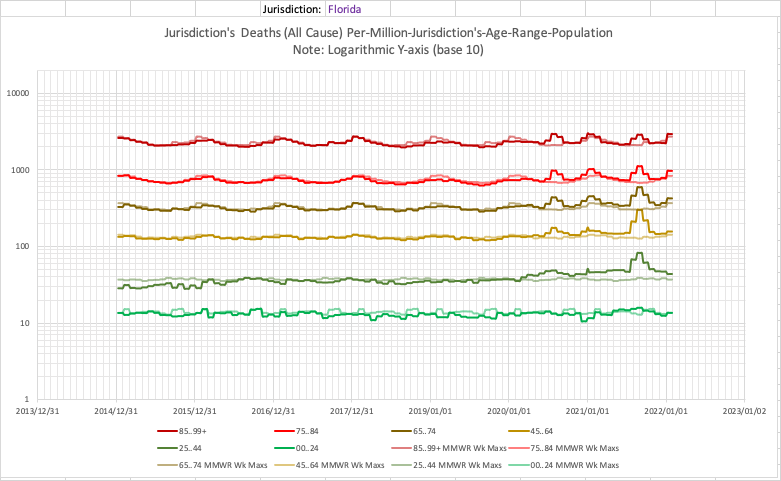 Jurisdiction: Florida
Jurisdiction's Deaths (All Cause) Per-Million-Jurisdiction's-Age-Range-Population
Note: Logarithmic Y-axis (base 10)
10000
1000
100
10
1
2013/12/31 2014/12/31 2015/12/31 2016/12/31 2017/12/31 2019/01/01 2020/01/01 2021/01/01 2022/01/01 2023/01/02
85..99+ 75..84 65..74 45..64
25..44 00..24 85..99+ MMWR Wk Maxs 75..84 MMWR Wk Maxs
65..74 MMWR Wk Maxs 45..64 MMWR Wk Maxs 25..44 MMWR Wk Maxs 00..24 MMWR Wk Maxs